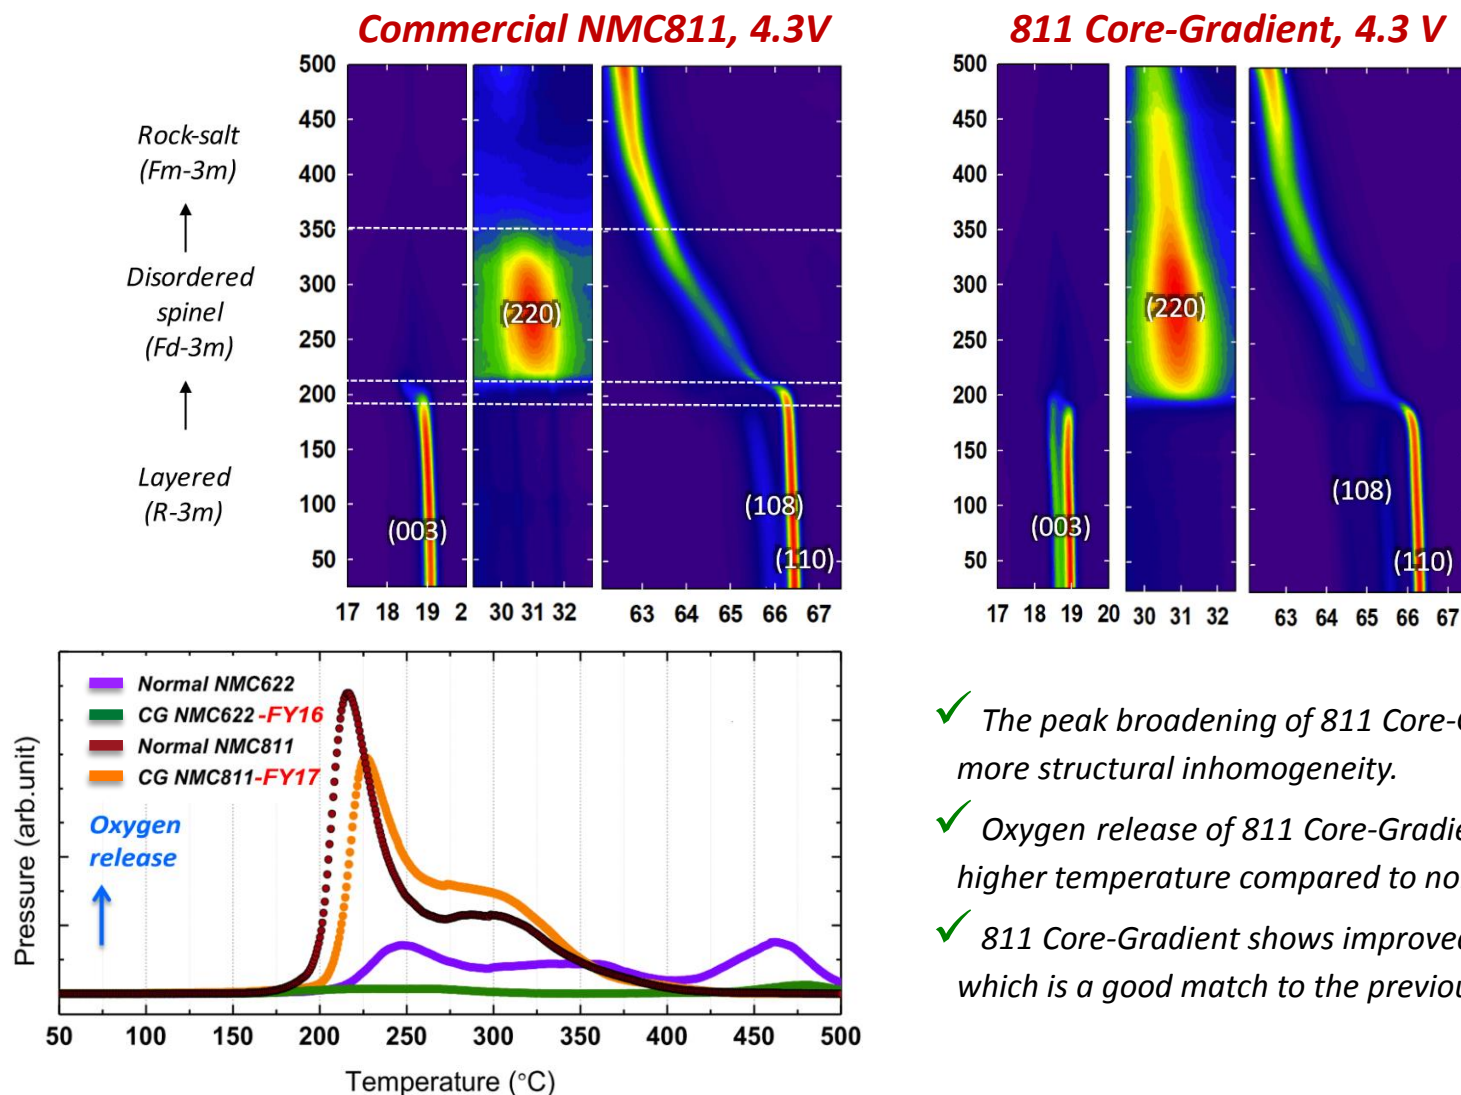 Commercial NMC811, 4.3V
811 Core-Gradient, 4.3 V
Rock-salt
(Fm-3m)
Disordered
spinel
(Fd-3m)
Layered
(R-3m)
500
450
400
350
300
250
200
150
100
50
(003)
(220)
(108)
(110)
17 18 19 2
30 31 32
63 64 65 66 67
500
450
400
350
300
250
200
150
100
50
(003)
(220)
(108)
(110)
17 18 19 20
30 31 32
63 64 65 66 67
Pressure (arb.unit)
Normal NMC622
CG NMC622 -FY16
Normal NMC811
CG NMC811-FY17
Oxygen
release
50 100 150 200 250 300 350 400 450 500
Temperature (°C)
✓ The peak broadening of 811 Core-
more structural inhomogeneity.
✓ Oxygen release of 811 Core-Gradie
higher temperature compared to no
✓ 811 Core-Gradient shows improved
which is a good match to the previou